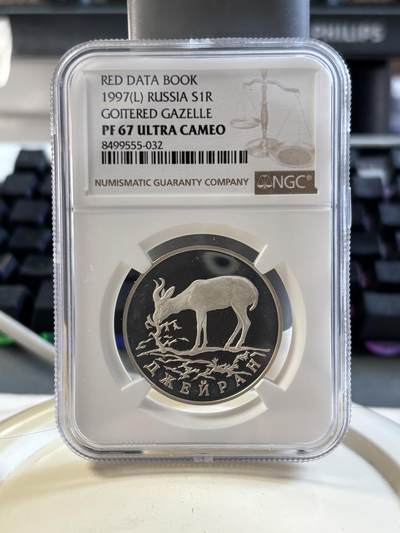 PHILIPS
RED DATA BOOK
1997(L) RUSSIA S1R
GOITERED GAZELLE
PF 67 ULTRA CAMEO
8499555-032
NUMISMATIC GUARANTY COMPANY
NGC®
ДЖЕЙРАН